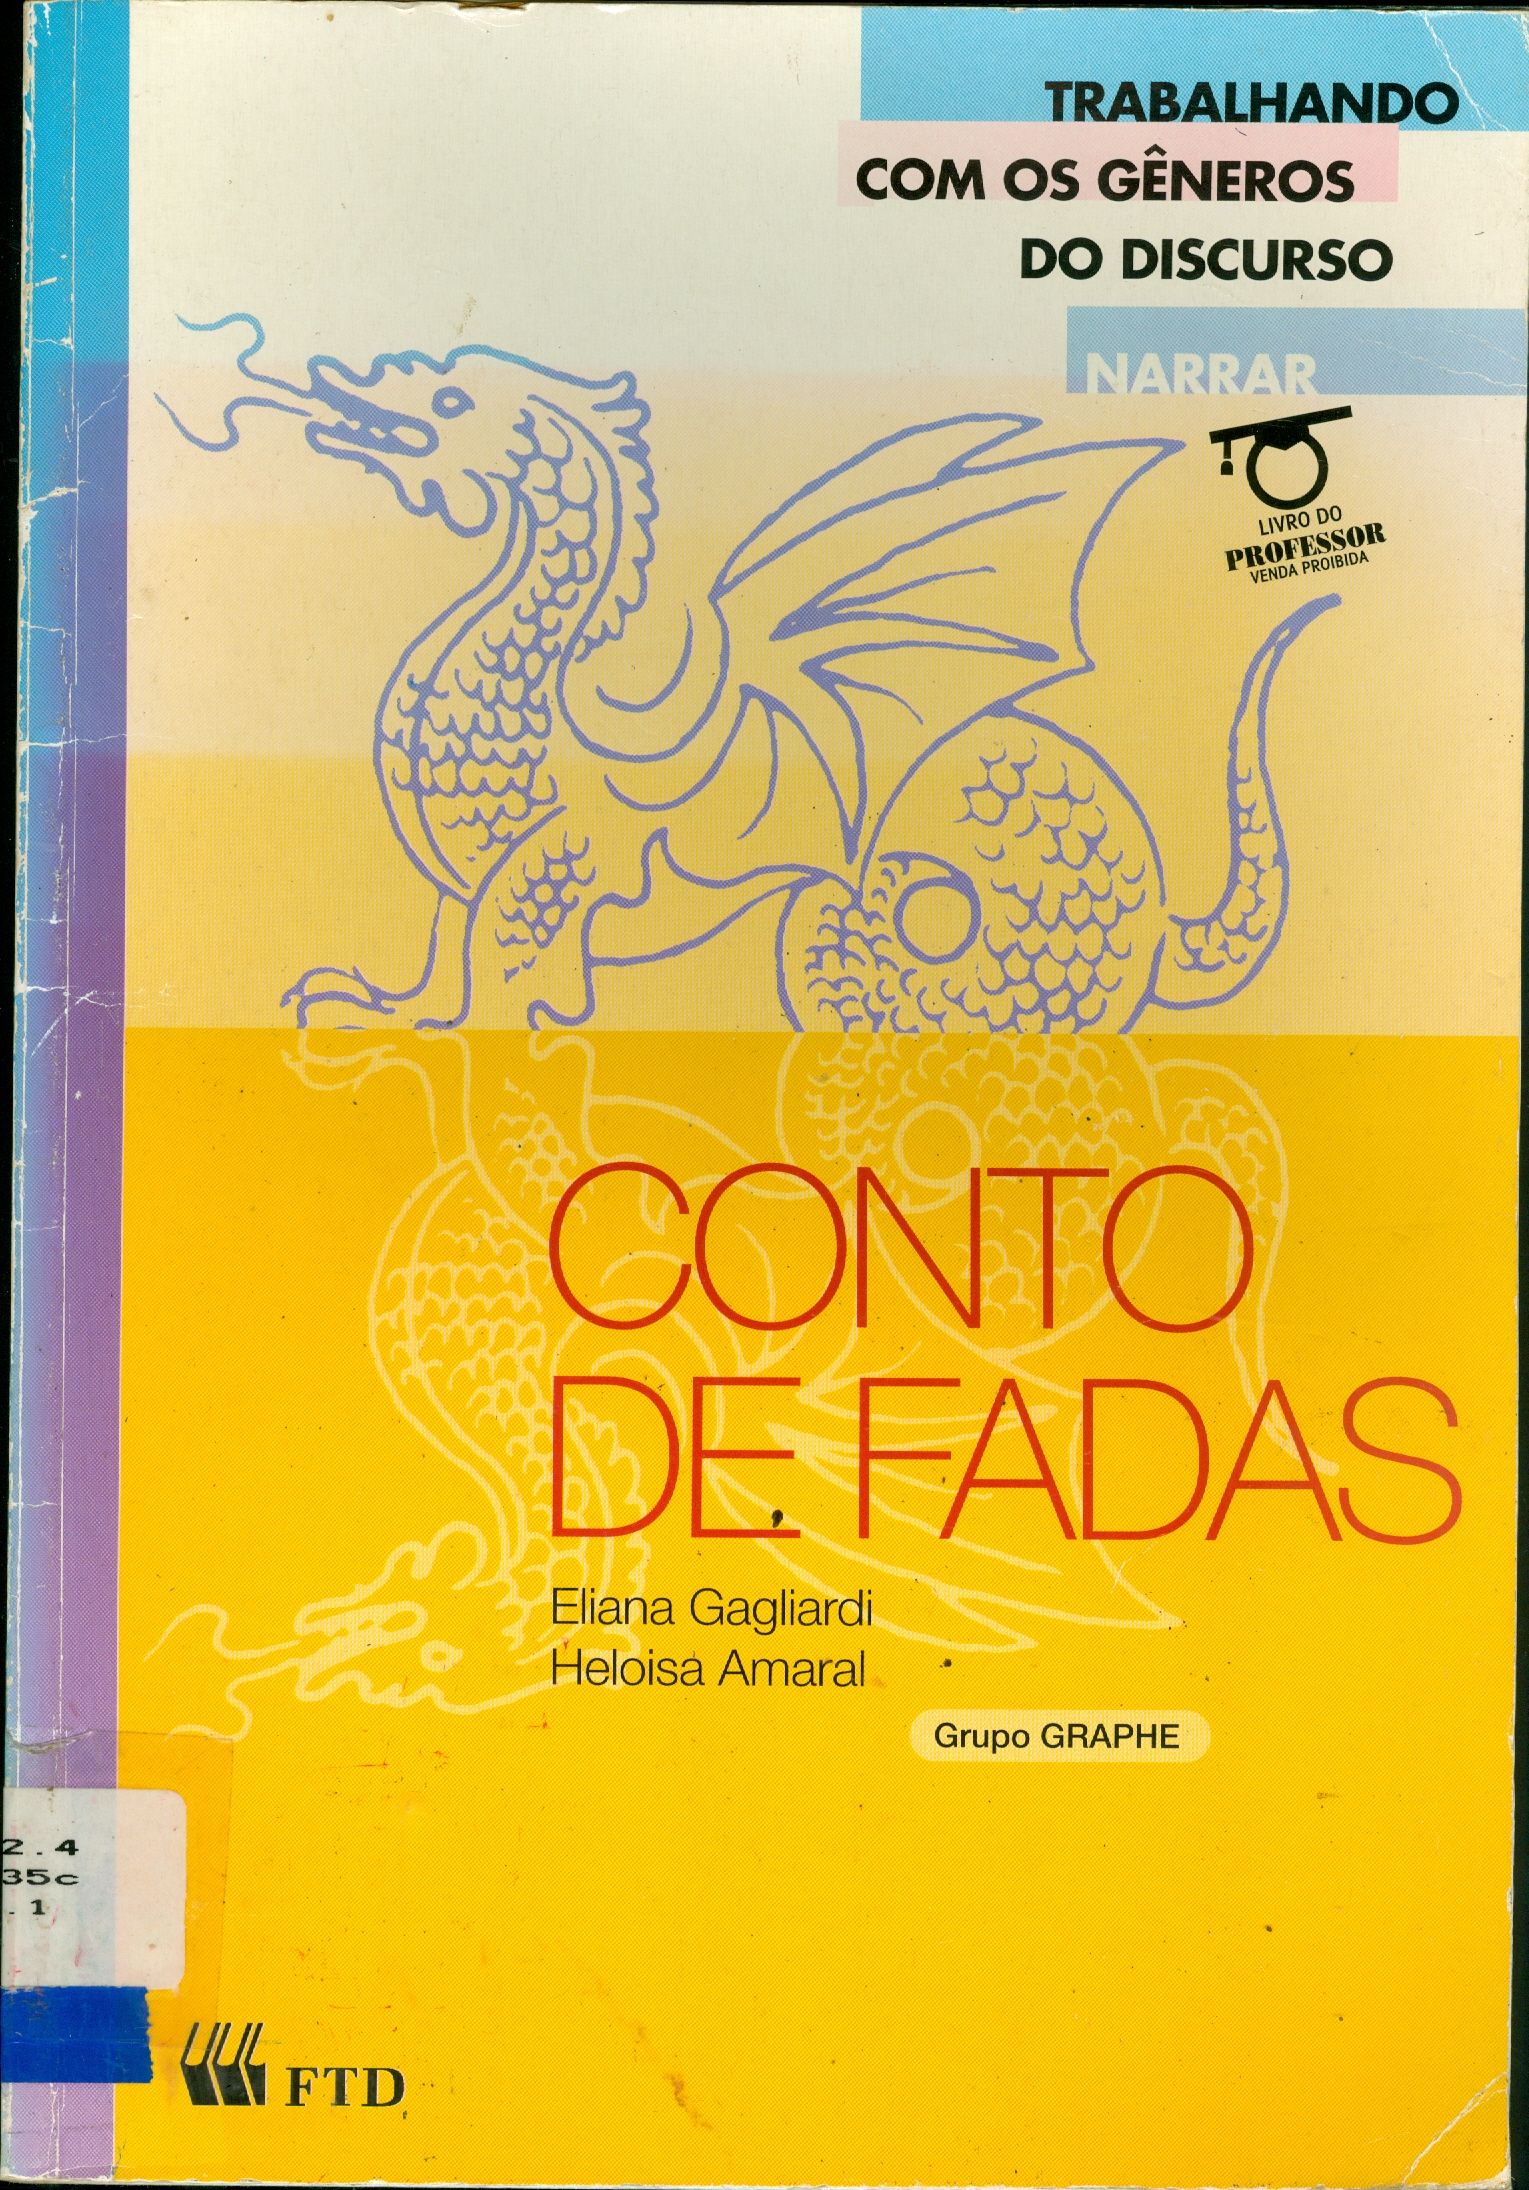 TRABALHANDO
COM OS GÊNEROS
DO DISCURSO
NARRAR
LIVRO DO
PROFESSOR
VENDA PROIBIDA
CONTO
DE FADAS
Eliana Gagliardi
Heloisa Amaral
Grupo GRAPHE
2.4
35c
. 1
FTD